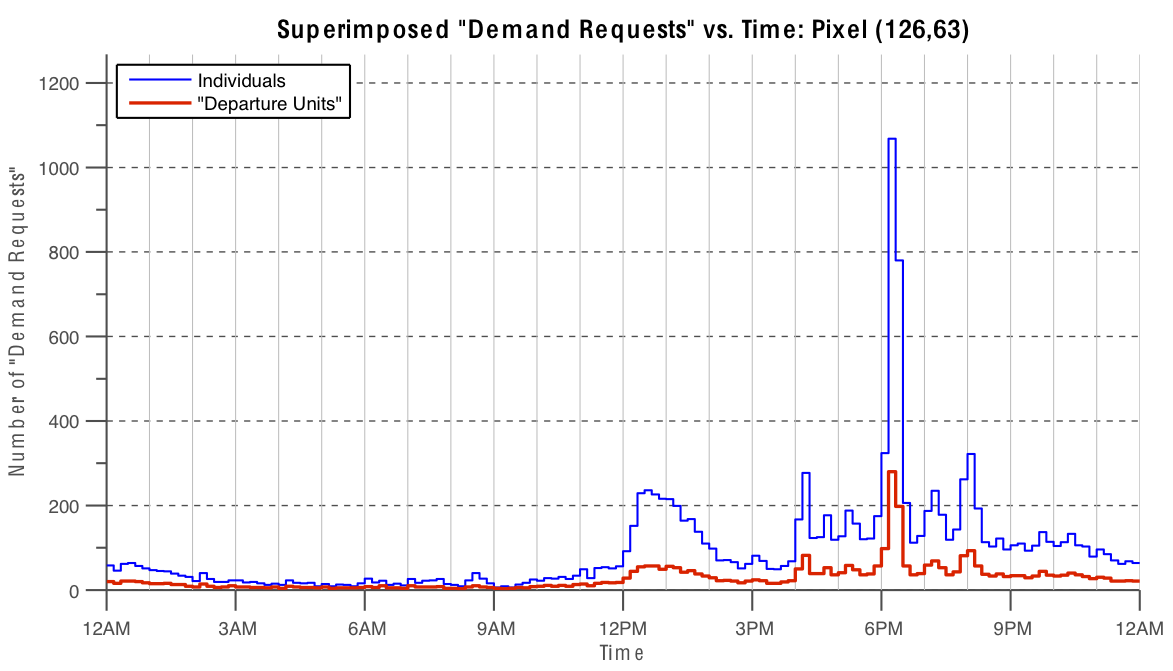 Superimposed "Demand Requests" vs. Time: Pixel (126,63)
Individuals
"Departure Units"
Number of "Demand Requests"
1200
1000
800
600
400
200
0
12AM 3AM 6AM 9AM 12PM 3PM 6PM 9PM 12AM
Time